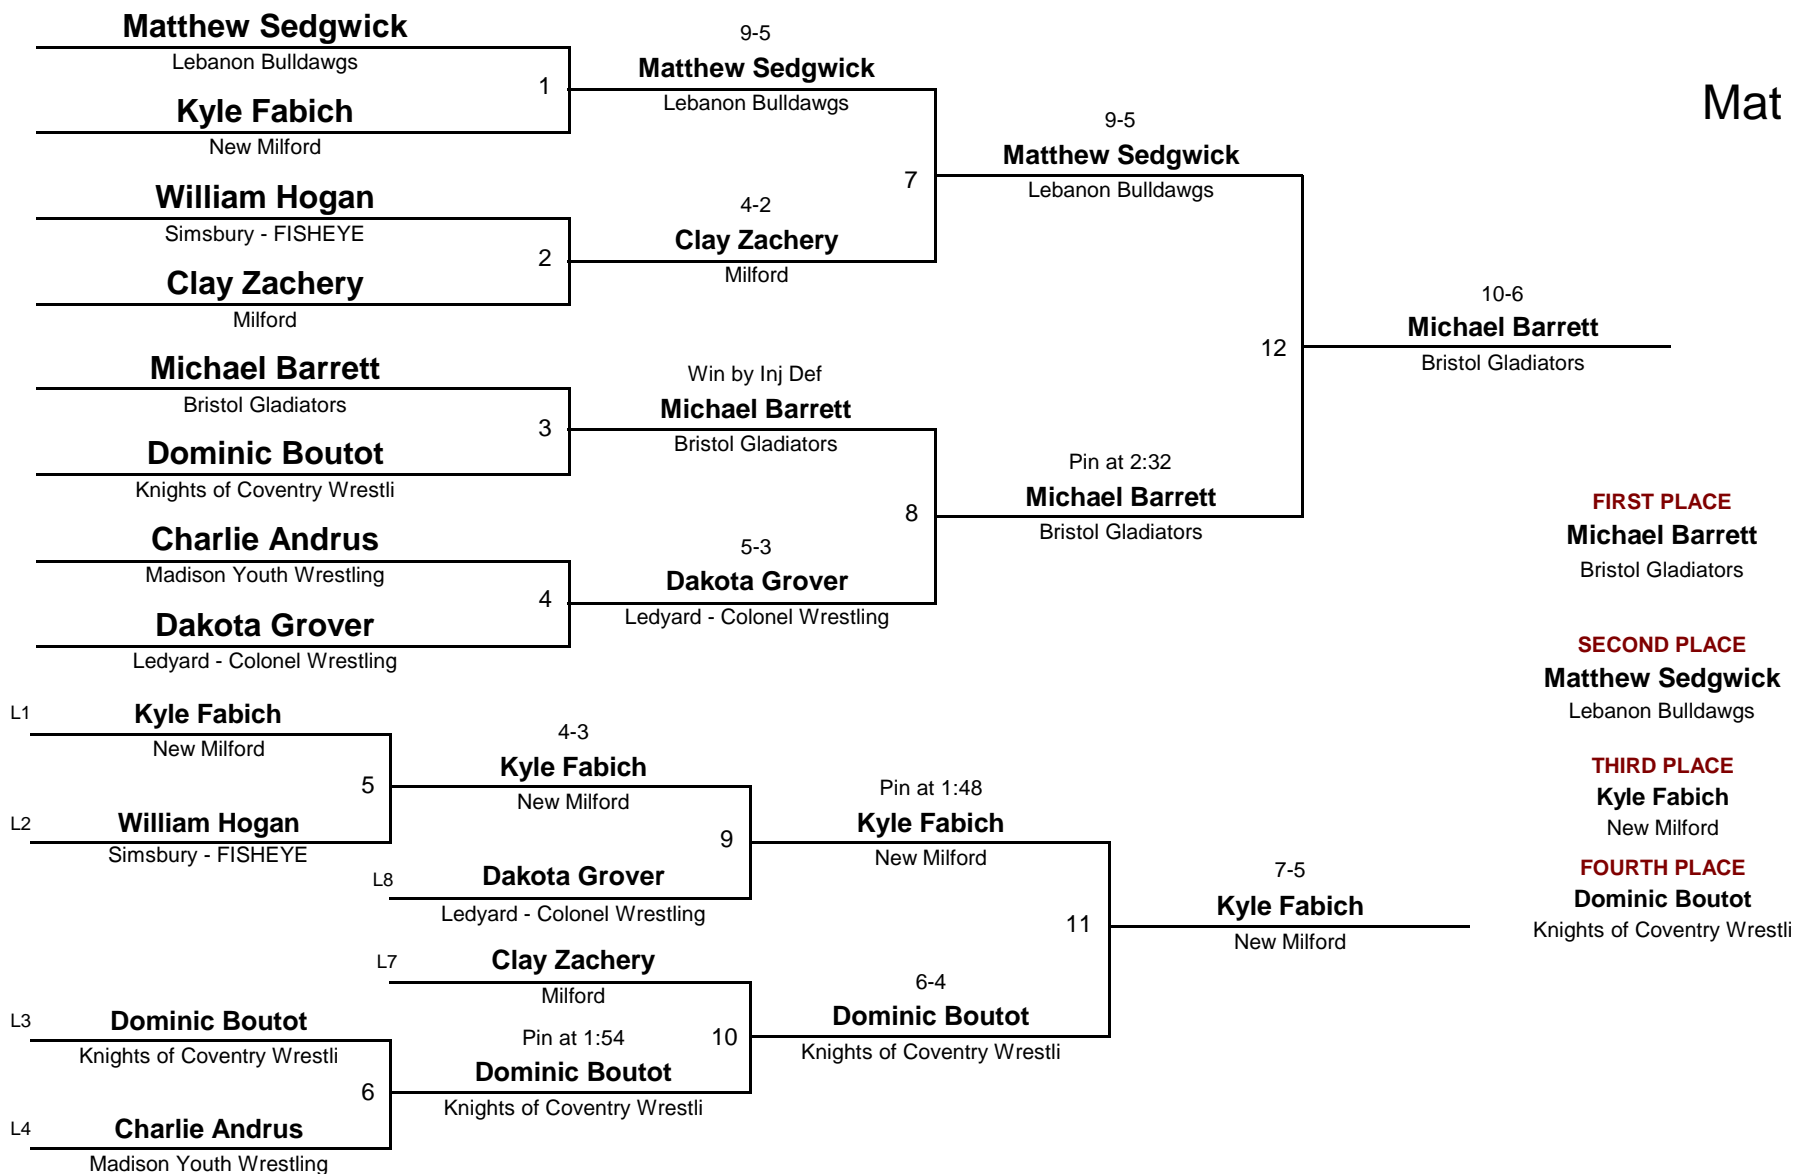 Matthew Sedgwick
Lebanon Bulldawgs
1
Kyle Fabich
New Milford
William Hogan
Simsbury - FISHEYE
2
Clay Zachery
Milford
Michael Barrett
Bristol Gladiators
3
Dominic Boutot
Knights of Coventry Wrestli
Charlie Andrus
Madison Youth Wrestling
4
Dakota Grover
Ledyard - Colonel Wrestling
9-5
Matthew Sedgwick
Lebanon Bulldawgs
7
4-2
Clay Zachery
Milford
Win by Inj Def
Michael Barrett
Bristol Gladiators
8
5-3
Dakota Grover
Ledyard - Colonel Wrestling
9-5
Matthew Sedgwick
Lebanon Bulldawgs
12
Pin at 2:32
Michael Barrett
Bristol Gladiators
10-6
Michael Barrett
Bristol Gladiators
Mat
L1
Kyle Fabich
New Milford
5
L2
William Hogan
Simsbury - FISHEYE
4-3
Kyle Fabich
New Milford
9
L8
Dakota Grover
Ledyard - Colonel Wrestling
L7
Clay Zachery
Milford
10
L3
Dominic Boutot
Knights of Coventry Wrestli
6
L4
Charlie Andrus
Madison Youth Wrestling
Pin at 1:54
Dominic Boutot
Knights of Coventry Wrestli
Pin at 1:48
Kyle Fabich
New Milford
11
6-4
Dominic Boutot
Knights of Coventry Wrestli
7-5
Kyle Fabich
New Milford
FIRST PLACE
Michael Barrett
Bristol Gladiators
SECOND PLACE
Matthew Sedgwick
Lebanon Bulldawgs
THIRD PLACE
Kyle Fabich
New Milford
FOURTH PLACE
Dominic Boutot
Knights of Coventry Wrestli